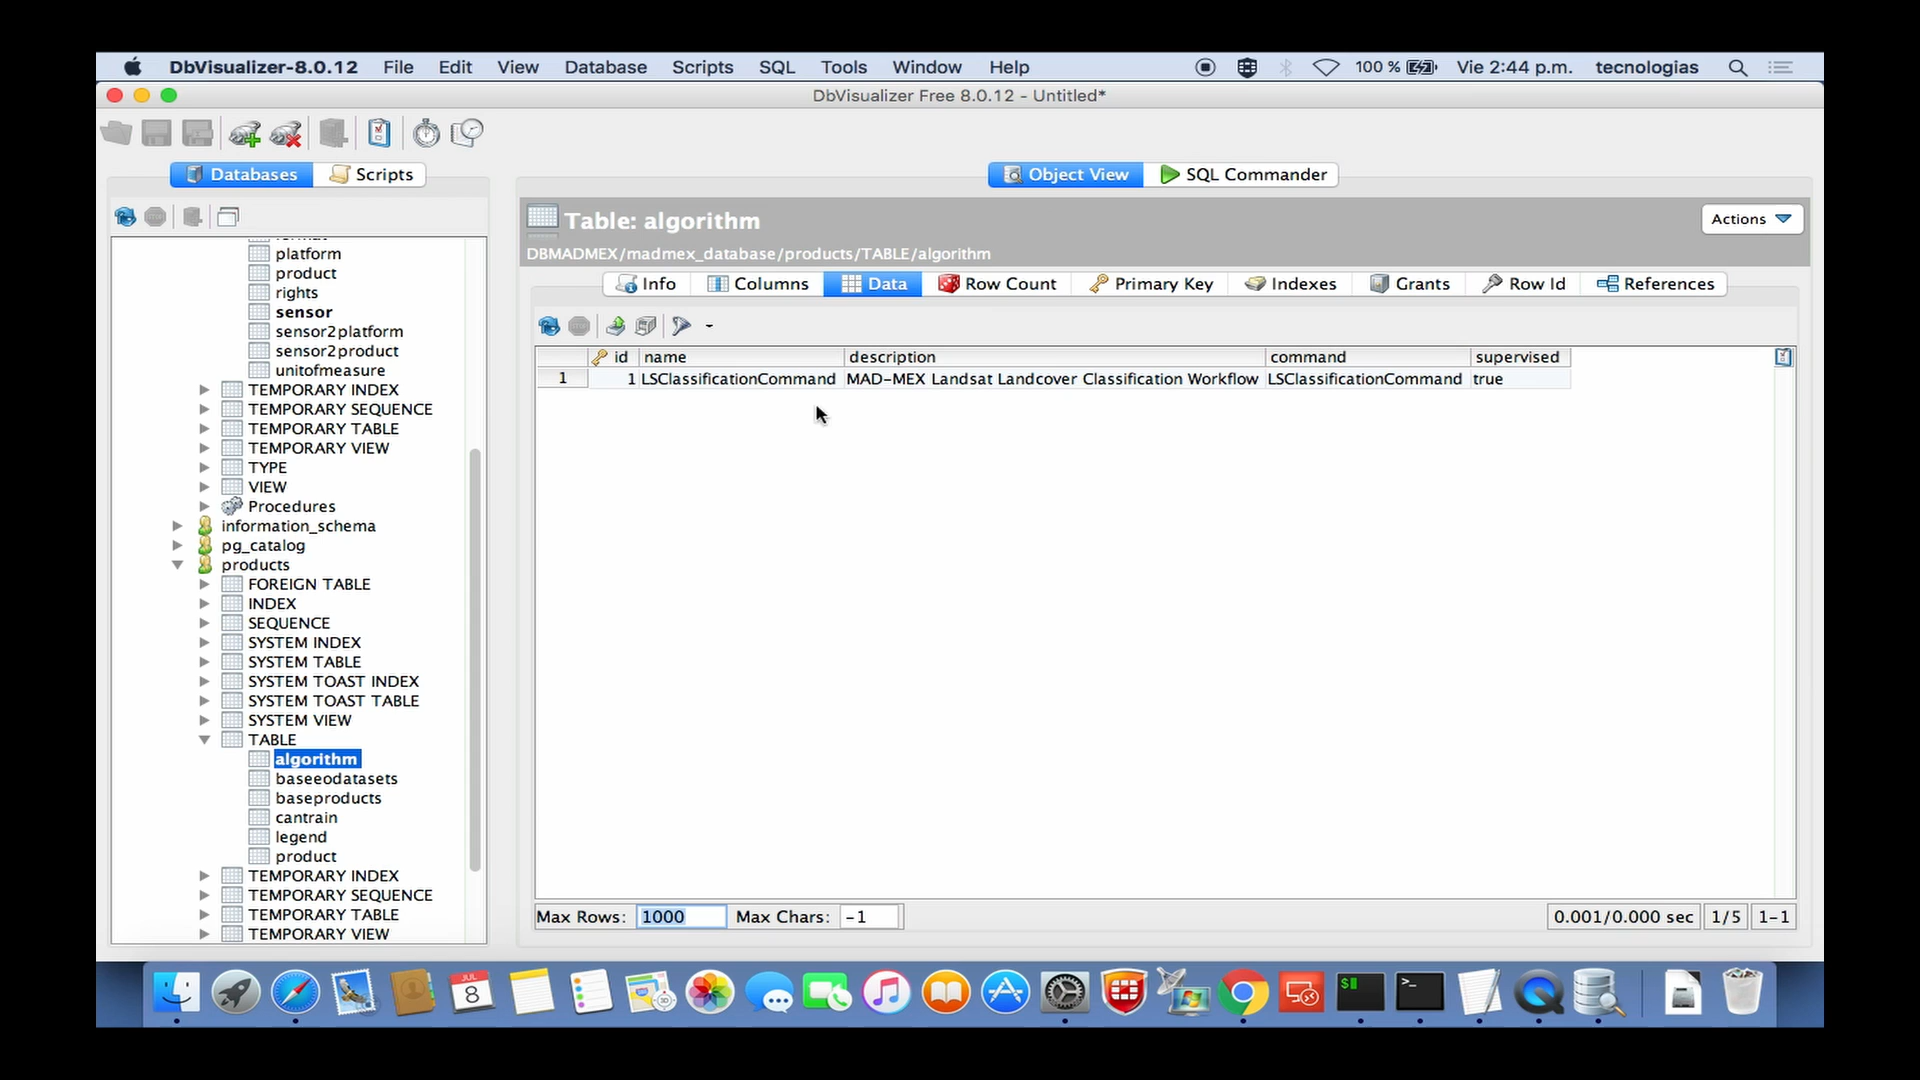 DbVisualizer-8.0.12 File Edit View Database Scripts SQL Tools Window Help 100 % Vie 2:44 p.m. tecnologias
DbVisualizer Free 8.0.12 - Untitled*
Databases Scripts
Object View SQL Commander
Table: algorithm
Actions
DBMADMEX/madmex_database/products/TABLE/algorithm
Info Columns Data Row Count Primary Key Indexes Grants Row Id References
platform
product
rights
sensor
sensor2platform
sensor2product
unitofmeasure
TEMPORARY INDEX
TEMPORARY SEQUENCE
TEMPORARY TABLE
TEMPORARY VIEW
TYPE
VIEW
Procedures
information_schema
pg_catalog
products
FOREIGN TABLE
INDEX
SEQUENCE
SYSTEM INDEX
SYSTEM TABLE
SYSTEM TOAST INDEX
SYSTEM TOAST TABLE
SYSTEM VIEW
TABLE
algorithm
baseeodatasets
baseproducts
cantrain
legend
product
TEMPORARY INDEX
TEMPORARY SEQUENCE
TEMPORARY TABLE
TEMPORARY VIEW
id name description command supervised
1 1 LSClassificationCommand MAD-MEX Landsat Landcover Classification Workflow LSClassificationCommand true
Max Rows: 1000 Max Chars: -1 0.001/0.000 sec 1/5 1-1
JUL
8